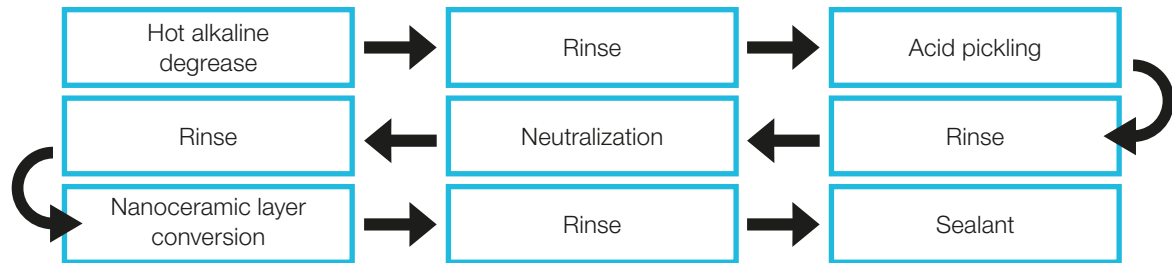 Hot alkaline
degrease
Rinse
Acid pickling
Rinse
Neutralization
Rinse
Nanoceramic layer
conversion
Rinse
Sealant